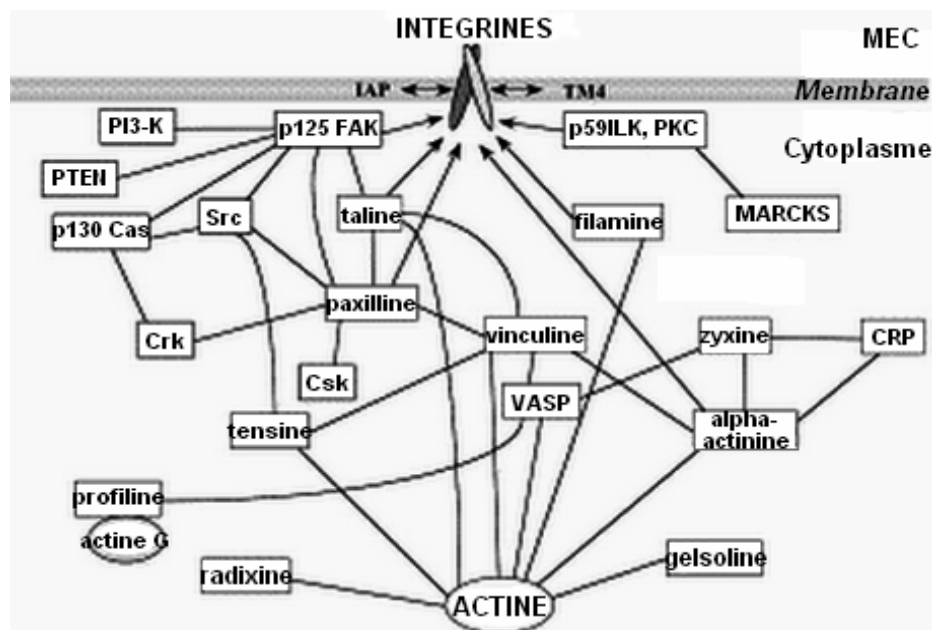 INTEGRINES
MEC
IAP
TM4
Membrane
PI3-K
p125 FAK
p59ILK, PKC
Cytoplasme
PTEN
p130 Cas
Src
taline
filamine
MARCKS
paxilline
Crk
vinculine
zyxine
CRP
Csk
VASP
tensine
alpha-
actinine
profiline
actine G
radixine
gelsoline
ACTINE